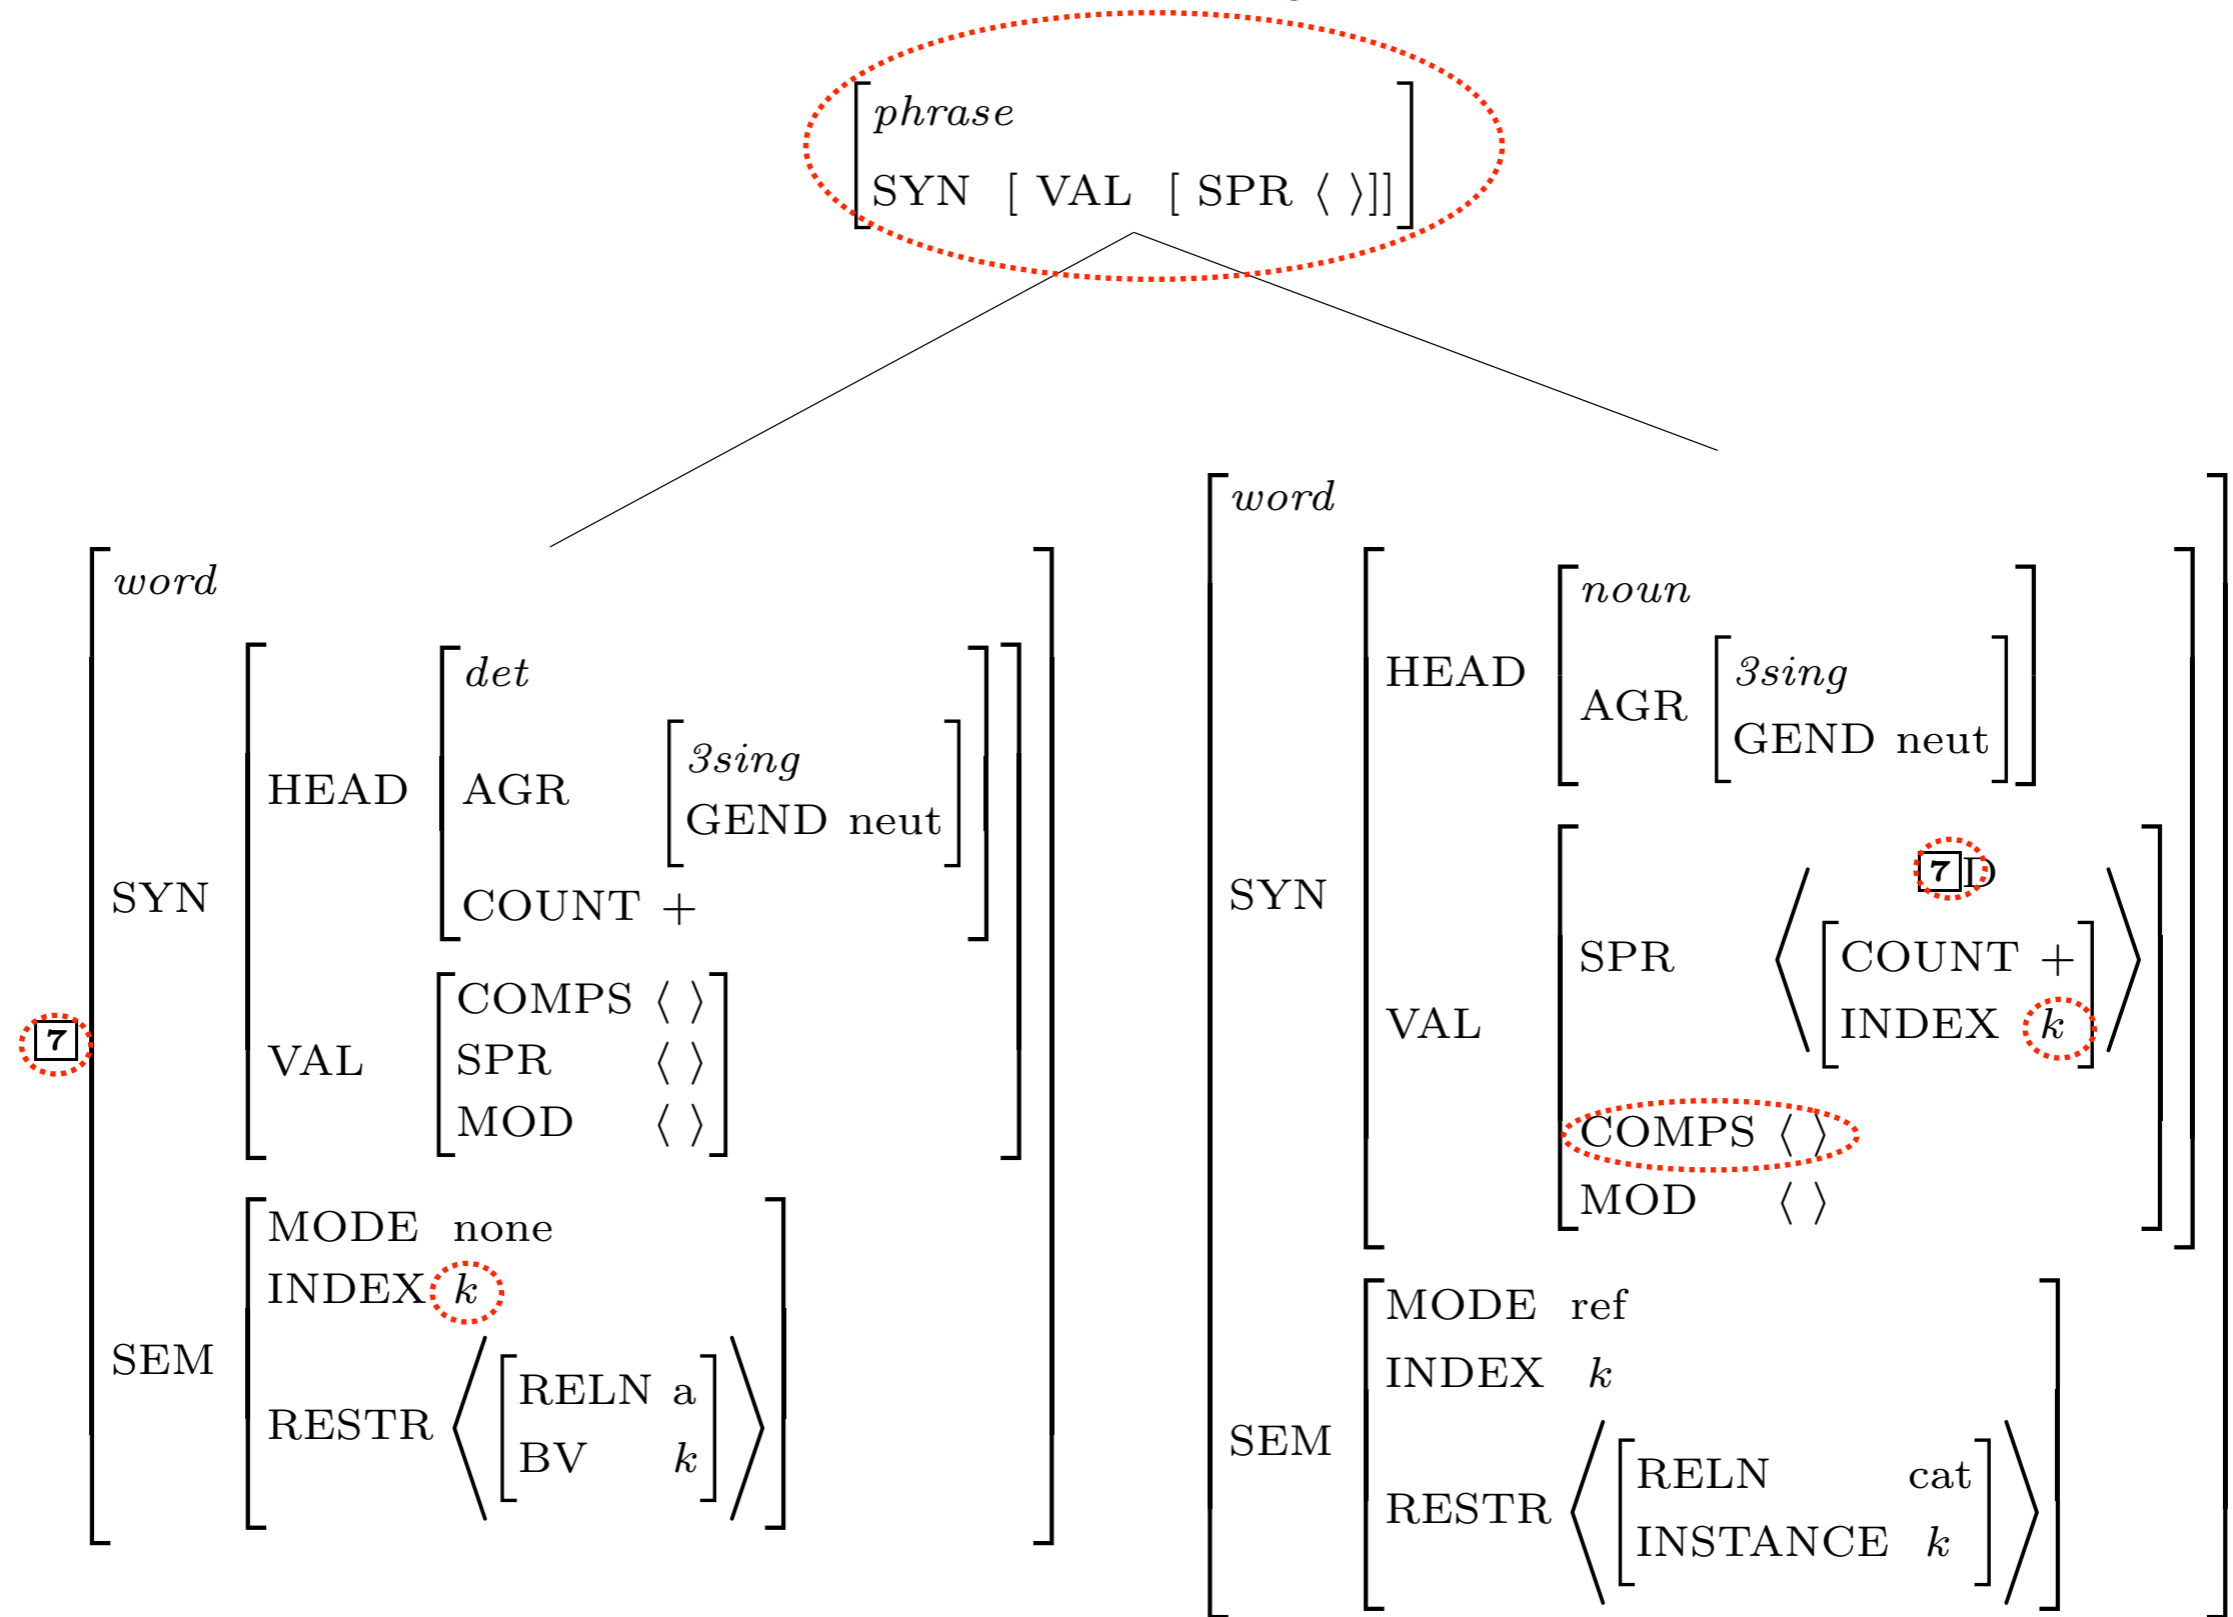 phrase
SYN [ VAL [ SPR ⟨ ⟩]]
word
SYN
HEAD
det
AGR
3sing
GEND neut
COUNT +
VAL
COMPS ⟨ ⟩
SPR ⟨ ⟩
MOD ⟨ ⟩
7
SEM
MODE none
INDEX k
RESTR
RELN a
BV k
word
SYN
HEAD
noun
AGR
3sing
GEND neut
VAL
SPR
7 D
COUNT +
INDEX k
COMPS ⟨ ⟩
MOD ⟨ ⟩
SEM
MODE ref
INDEX k
RESTR
RELN cat
INSTANCE k